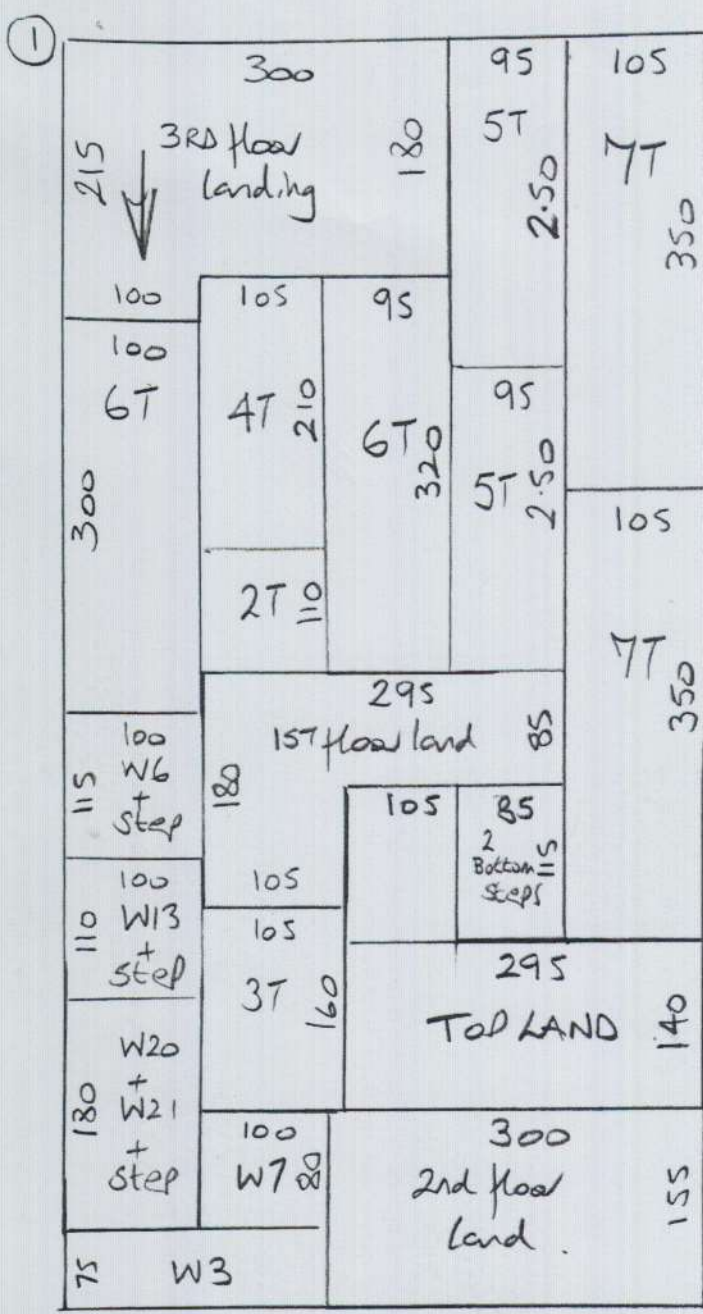 1
300
215
3RD floor
landing
180
100
95
5T
2.50
105
7T
350
100
6T
300
105
4T
210
95
6T
320
95
5T
2.50
2T
110
105
7T
350
295
1ST floor land
85
180
105
100
W6
+
step
115
105
85
2
Bottom
steps
115
100
W13
+
step
110
105
3T
160
295
TOP LAND
140
W20
+
W21
+
step
180
100
W7
80
300
2nd floor
land.
155
75
W3